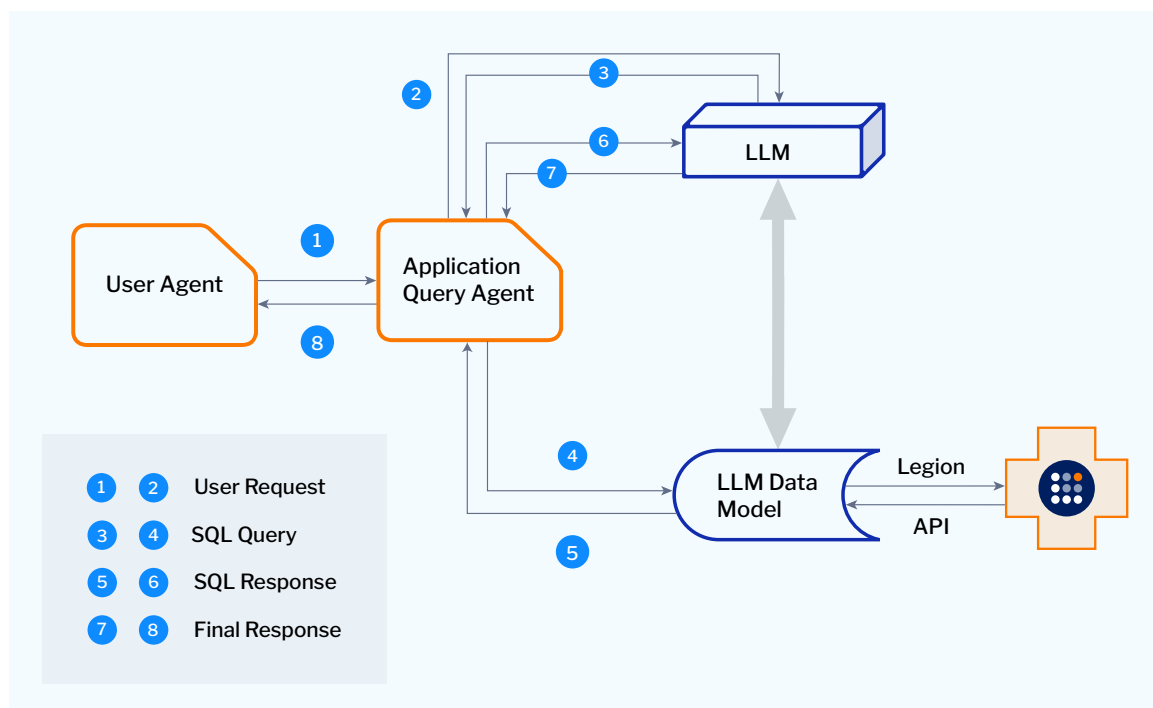 2
3
6
LLM
7
1
User Agent
Application
Query Agent
8
4
LLM Data
Model
Legion
API
5
1 2 User Request
3 4 SQL Query
5 6 SQL Response
7 8 Final Response